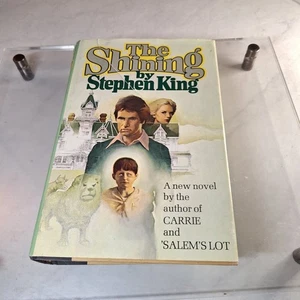 The
Shining
by
Stephen King
A new novel
by the
author of
CARRIE
and
'SALEM'S LOT